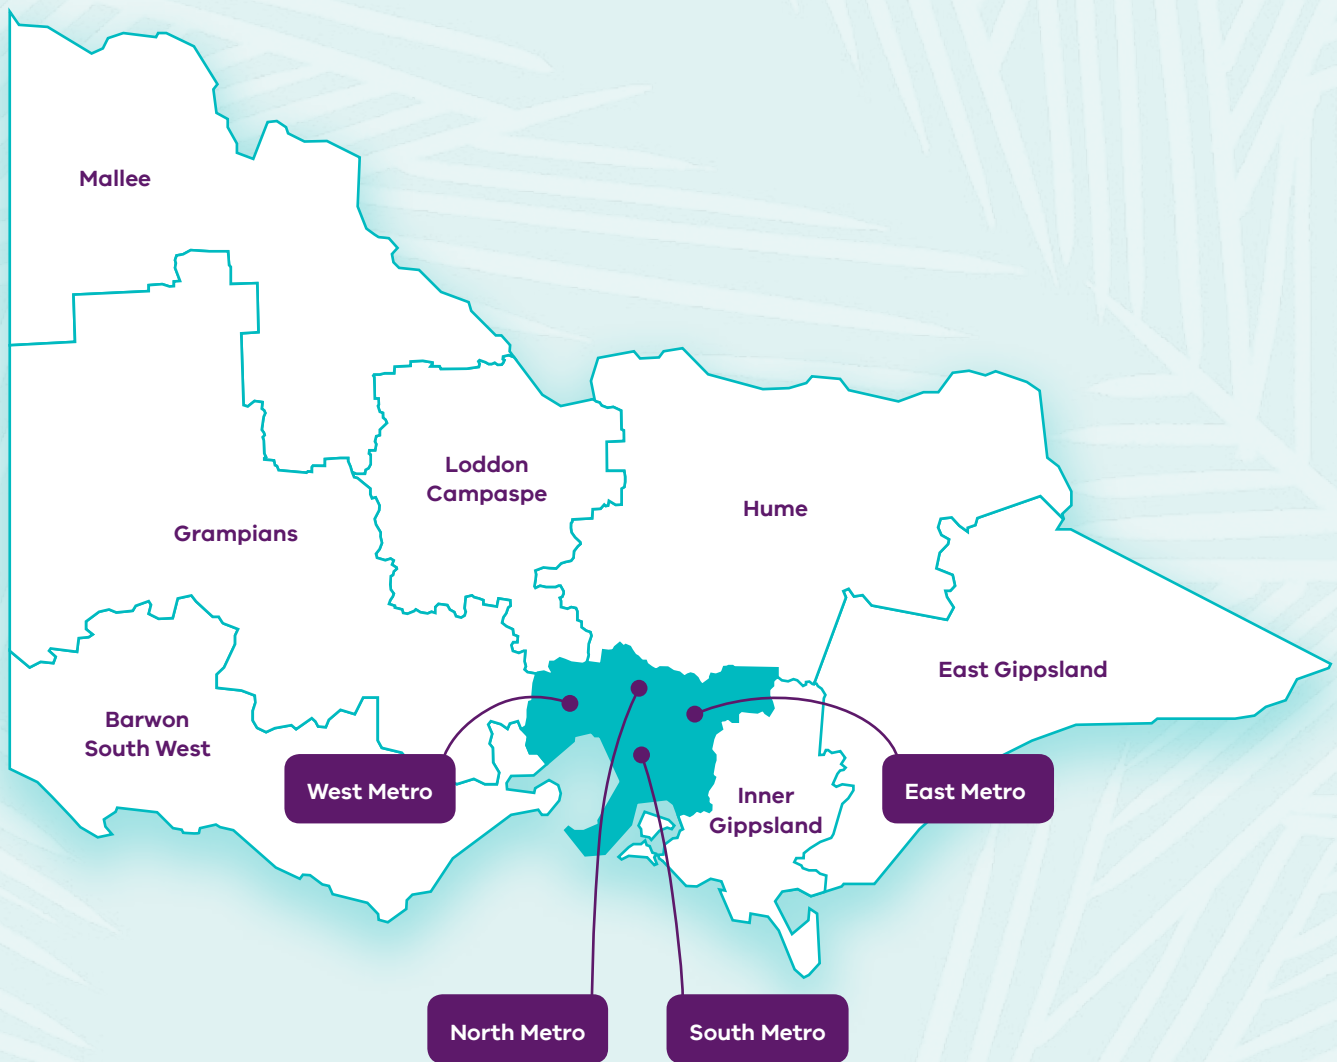 Mallee
Loddon
Campaspe
Hume
Grampians
East Gippsland
Barwon
South West
West Metro
East Metro
Inner
Gippsland
North Metro
South Metro